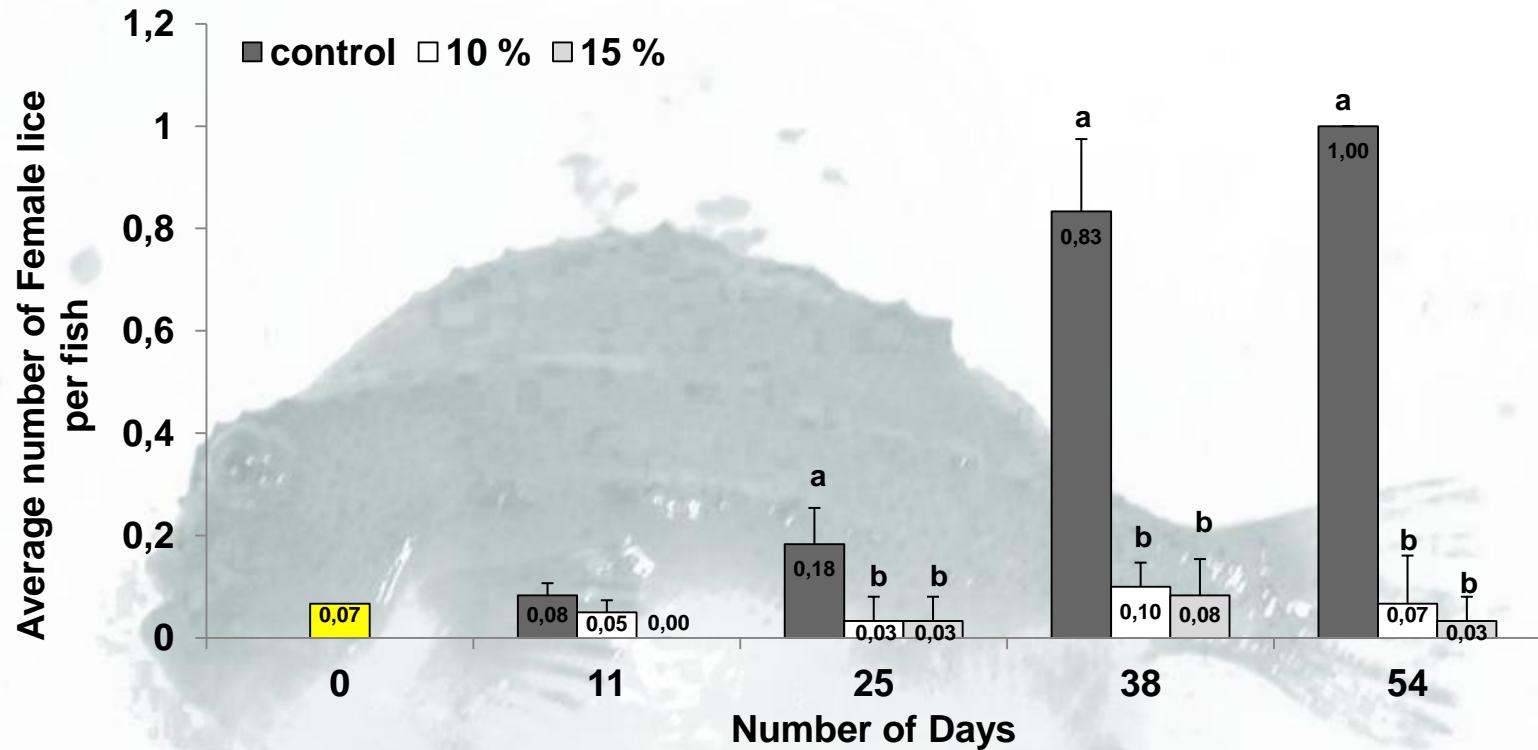 1,2
control 10 % 15 %
1
0,8
0,6
0,4
0,2
0
Average number of Female lice
per fish
0,07
0,08
0,05
0,00
a
0,18
b
0,03
b
0,03
a
0,83
b
0,10
b
0,08
a
1,00
b
0,07
b
0,03
0 11 25 38 54
Number of Days